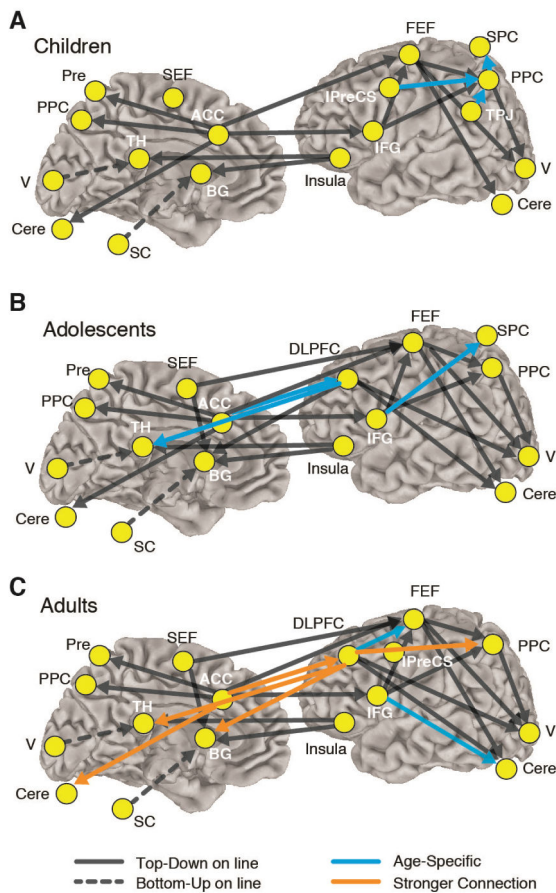 A
Children
FEF
SPC
Pre
SEF
PPC
IPreCS
PPC
ACC
TPJ
TH
IFG
V
BG
Insula
V
Cere
Cere
SC
B
Adolescents
FEF
SPC
DLPFC
SEF
Pre
PPC
PPC
ACC
TH
IFG
V
BG
Insula
V
Cere
Cere
SC
C
Adults
FEF
DLPFC
SEF
Pre
IPreCS
PPC
PPC
ACC
TH
IFG
V
BG
Insula
V
Cere
Cere
SC
Top-Down on line
Age-Specific
Bottom-Up on line
Stronger Connection